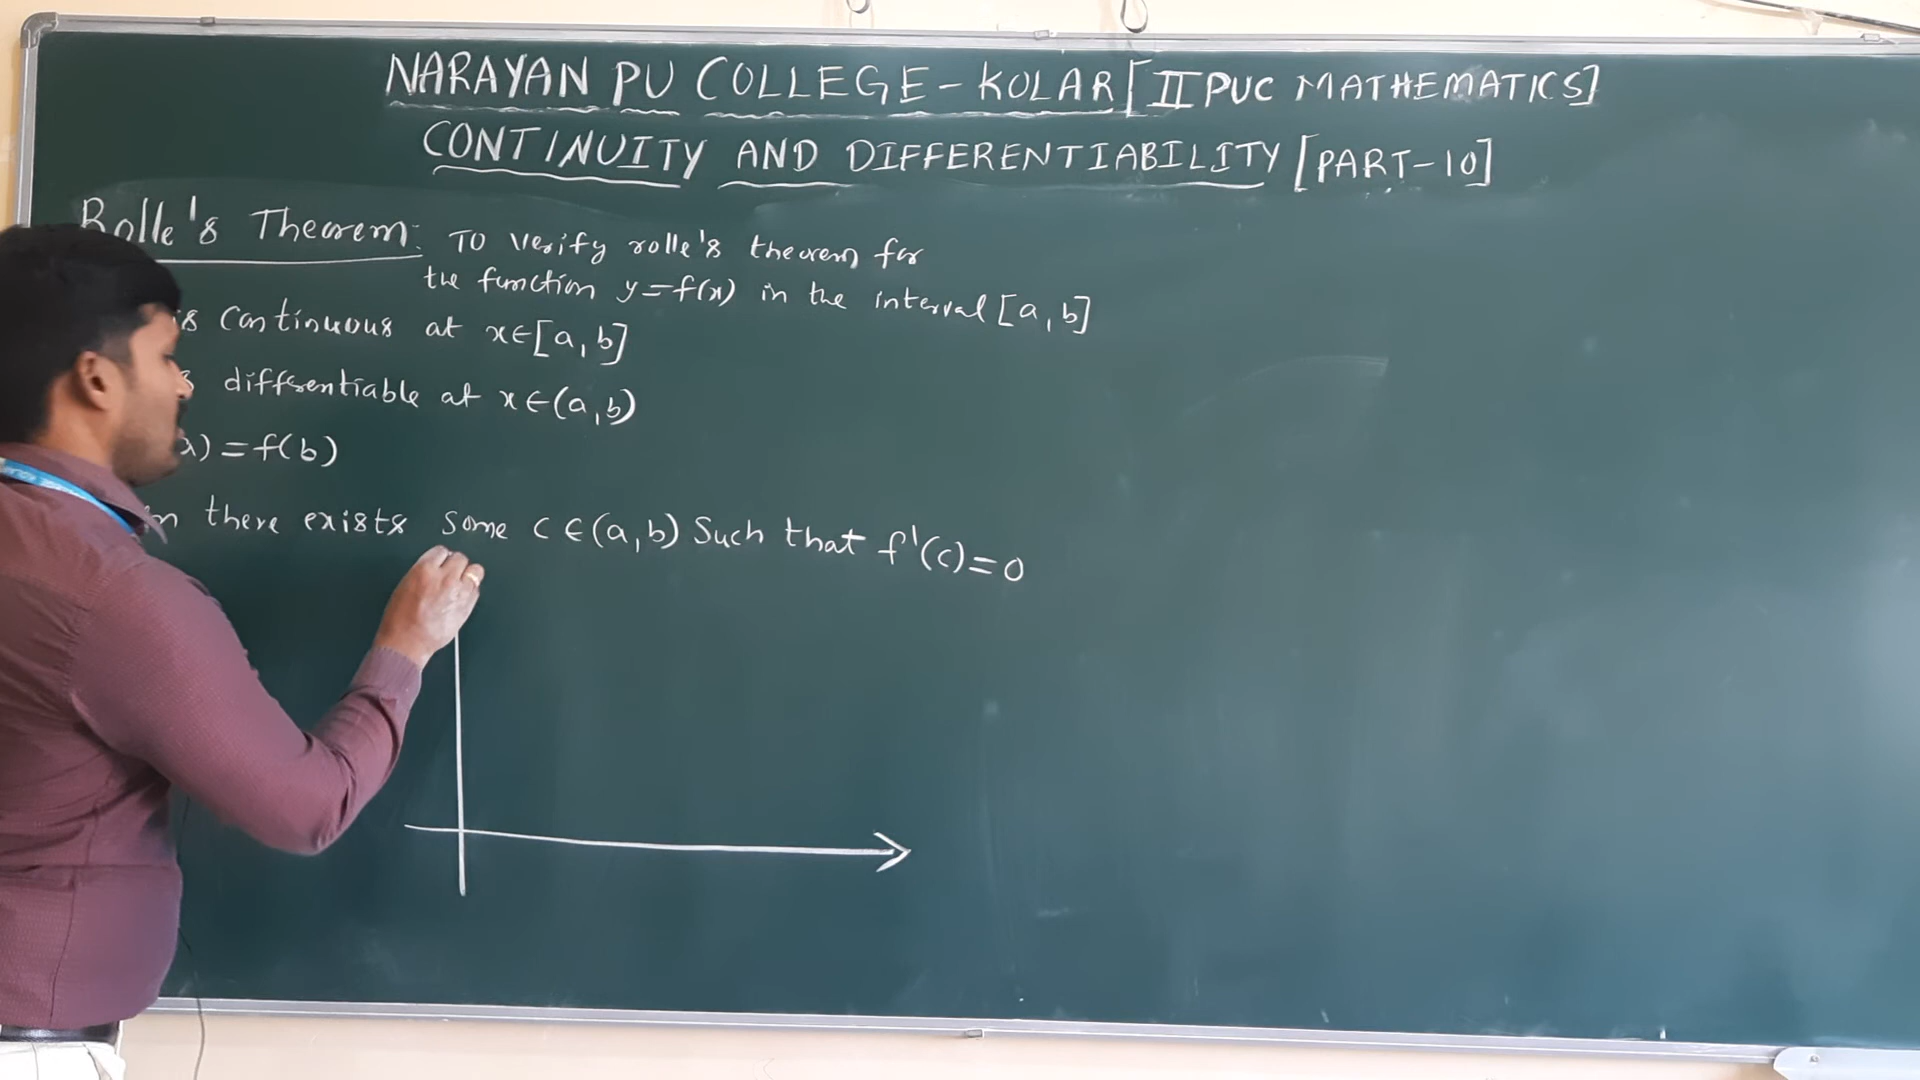 NARAYAN PU COLLEGE - KOLAR [II PUC MATHEMATICS]
CONTINUITY AND DIFFERENTIABILITY [PART-10]
Rolle's Theorem: To verify rolle's theorem for
the function y=f(x) in the interval [a, b]
is continuous at x∈[a, b]
differentiable at x∈(a, b)
a) = f(b)
there exists some c∈(a, b) Such that f'(c)=0